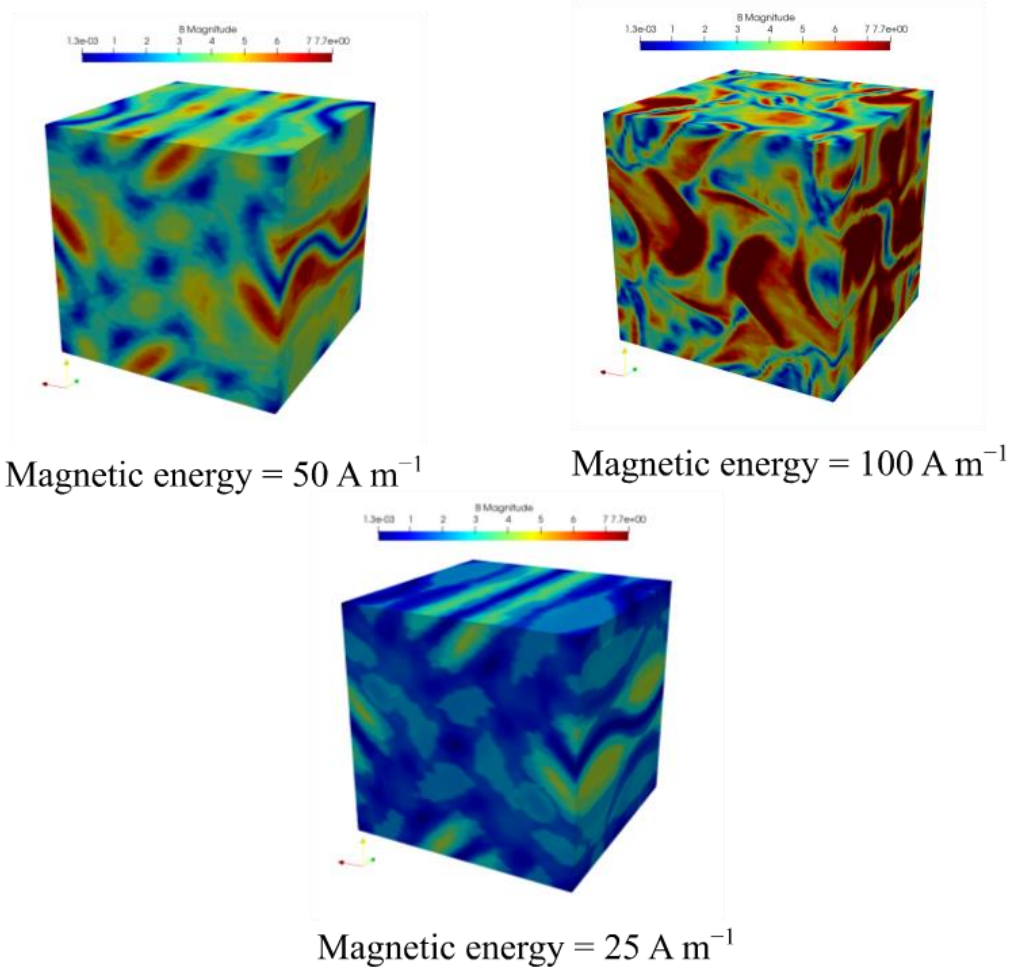 B Magnitude
1.3e-03 1 2 3 4 5 6 7 7.7e+00
B Magnitude
1.3e-03 1 2 3 4 5 6 7 7.7e+00
Magnetic energy = 50 A m⁻¹
Magnetic energy = 100 A m⁻¹
B Magnitude
1.3e-03 1 2 3 4 5 6 7 7.7e+00
Magnetic energy = 25 A m⁻¹